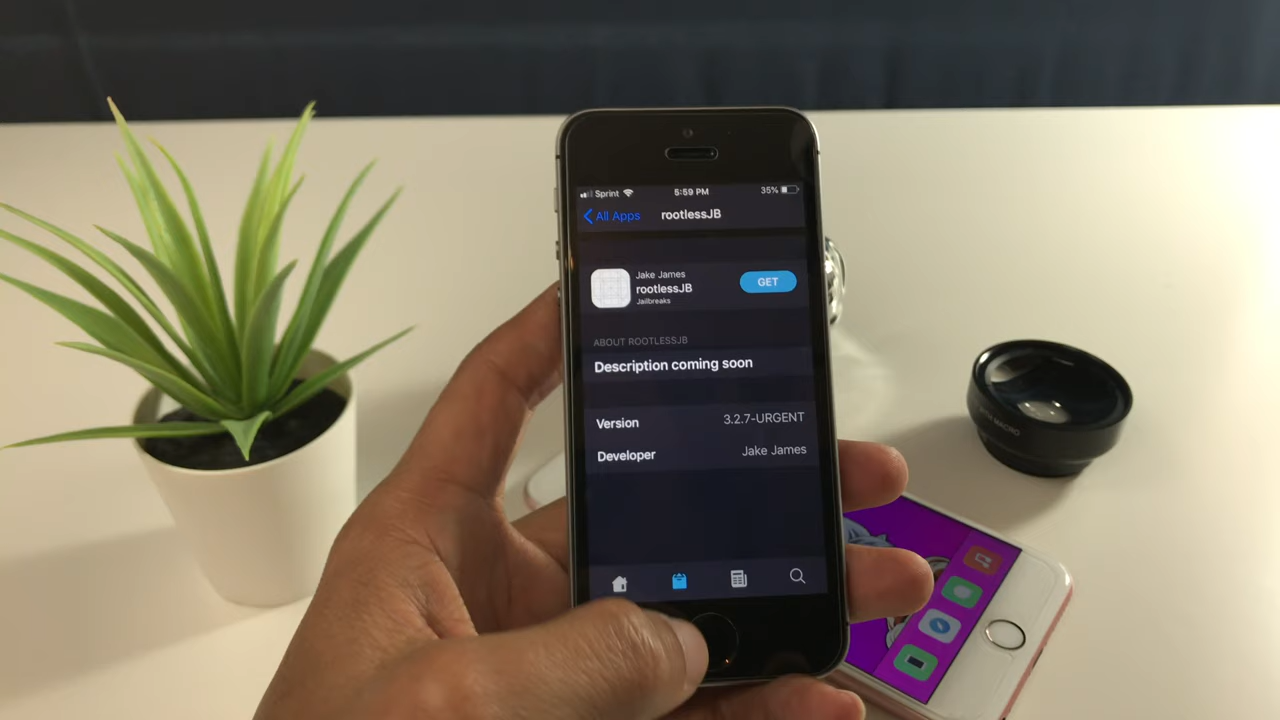 Sprint 5:59 PM 35%
All Apps rootlessJB
Jake James
rootlessJB
Jailbreaks
GET
ABOUT ROOTLESSJB
Description coming soon
Version 3.2.7-URGENT
Developer Jake James
MACRO